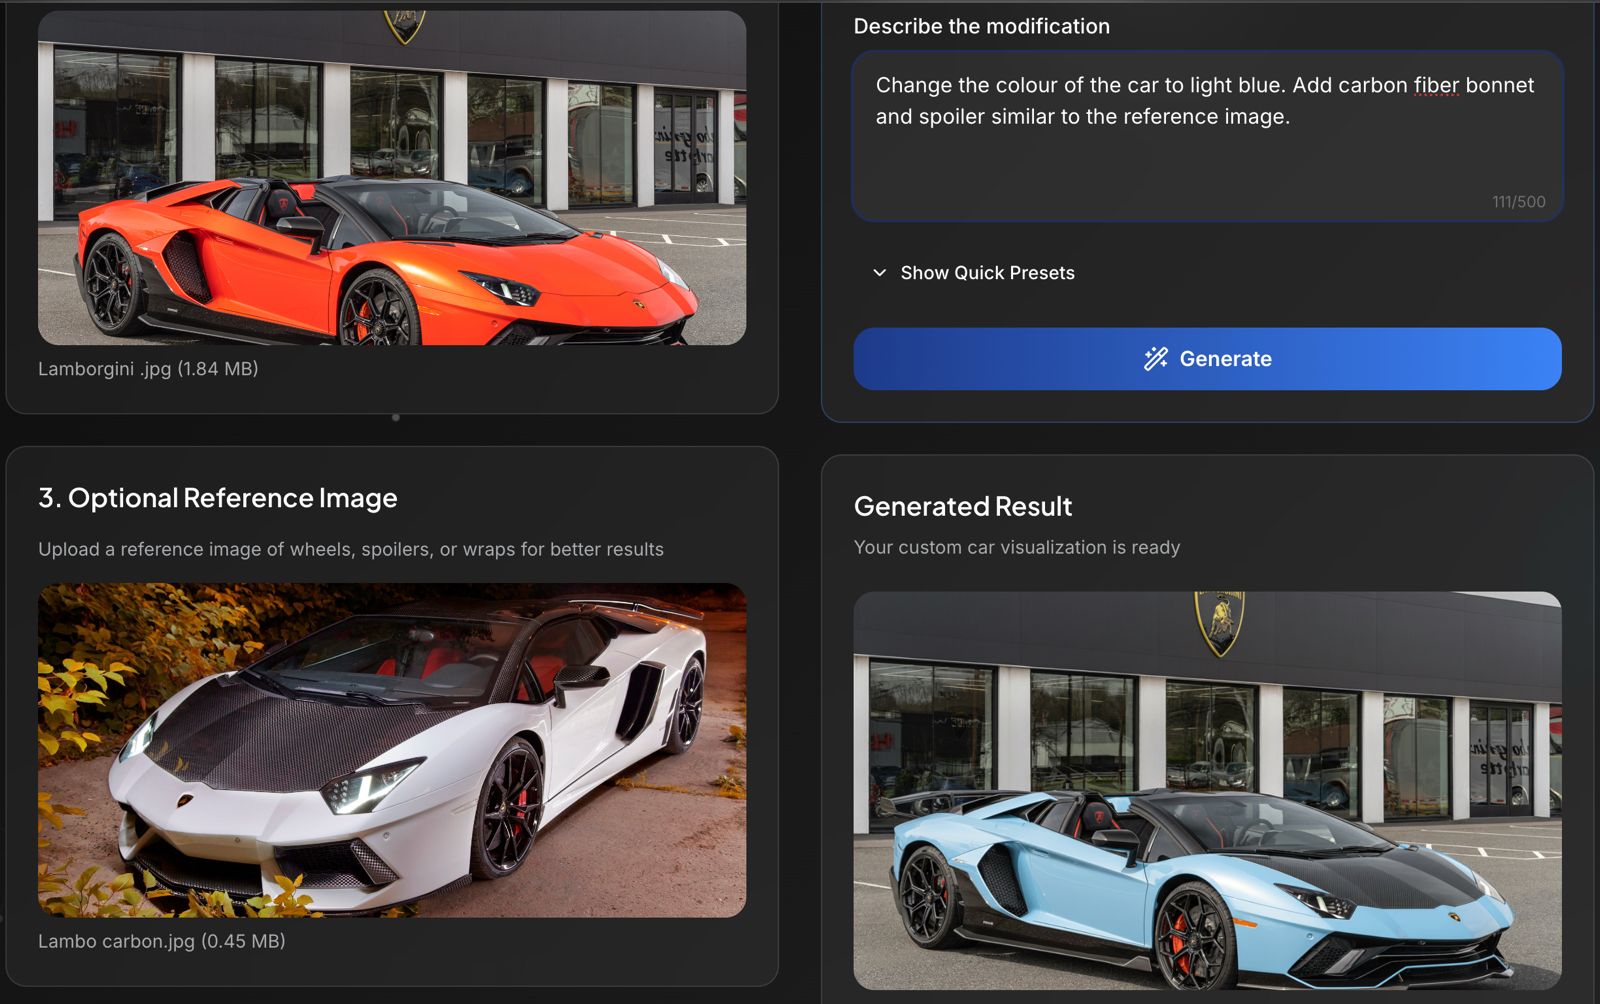 Lamborgini .jpg (1.84 MB)
3. Optional Reference Image
Upload a reference image of wheels, spoilers, or wraps for better results
Lambo carbon.jpg (0.45 MB)
Describe the modification
Change the colour of the car to light blue. Add carbon fiber bonnet
and spoiler similar to the reference image.
111/500
Show Quick Presets
Generate
Generated Result
Your custom car visualization is ready